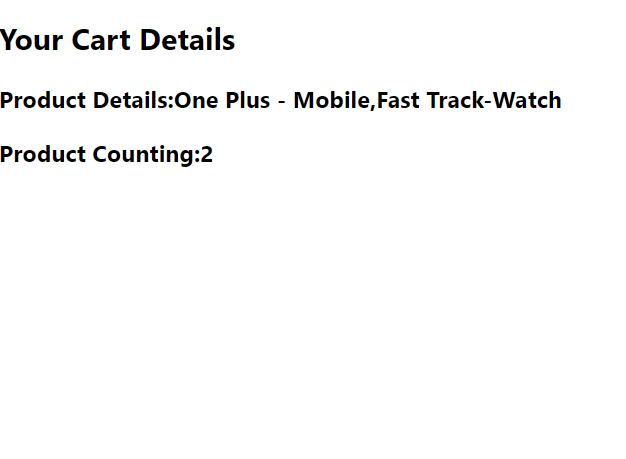 Your Cart Details
Product Details:One Plus - Mobile,Fast Track-Watch
Product Counting:2